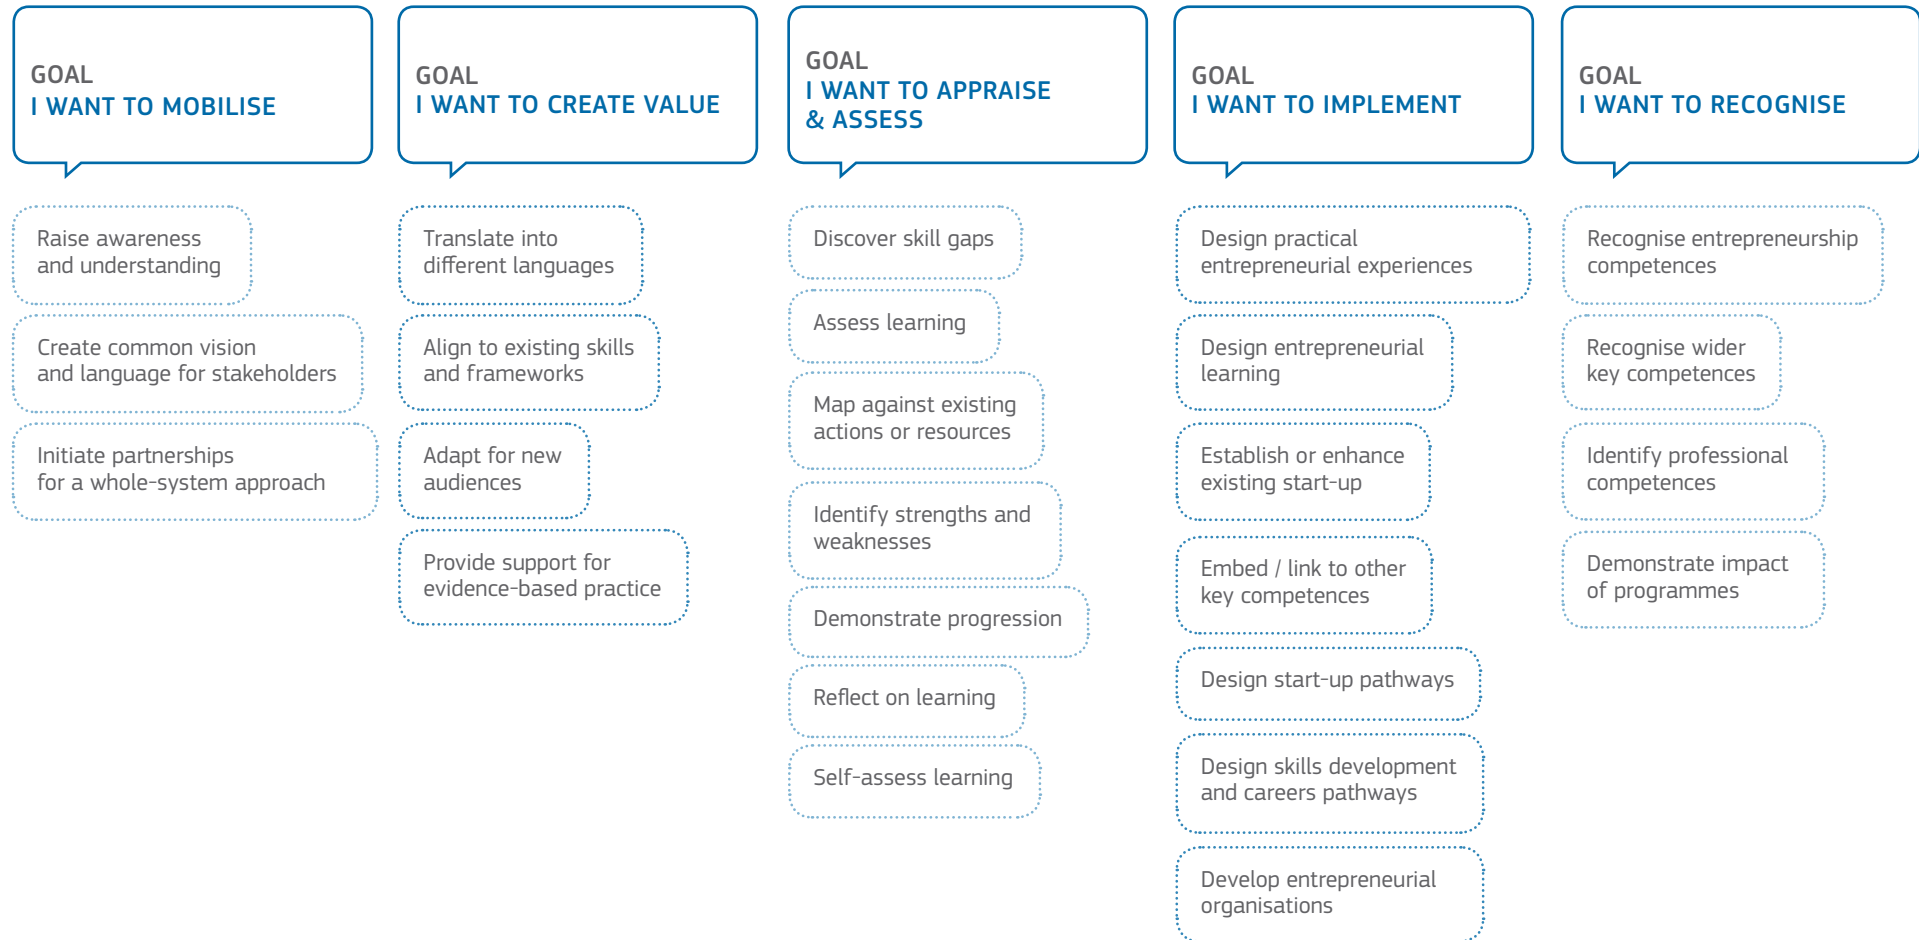 GOAL
I WANT TO MOBILISE
Raise awareness
and understanding
Create common vision
and language for stakeholders
Initiate partnerships
for a whole-system approach
GOAL
I WANT TO CREATE VALUE
Translate into
different languages
Align to existing skills
and frameworks
Adapt for new
audiences
Provide support for
evidence-based practice
GOAL
I WANT TO APPRAISE
& ASSESS
Discover skill gaps
Assess learning
Map against existing
actions or resources
Identify strengths and
weaknesses
Demonstrate progression
Reflect on learning
Self-assess learning
GOAL
I WANT TO IMPLEMENT
Design practical
entrepreneurial experiences
Design entrepreneurial
learning
Establish or enhance
existing start-up
Embed / link to other
key competences
Design start-up pathways
Design skills development
and careers pathways
Develop entrepreneurial
organisations
GOAL
I WANT TO RECOGNISE
Recognise entrepreneurship
competences
Recognise wider
key competences
Identify professional
competences
Demonstrate impact
of programmes